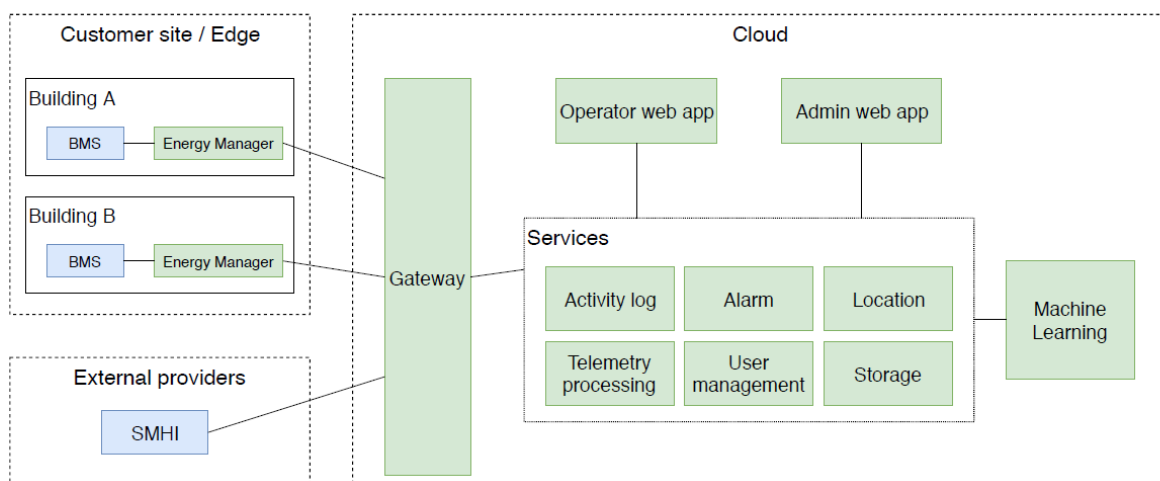 Customer site / Edge
Building A
BMS
Energy Manager
Building B
BMS
Energy Manager
External providers
SMHI
Cloud
Gateway
Operator web app
Admin web app
Services
Activity log
Alarm
Location
Telemetry
processing
User
management
Storage
Machine
Learning